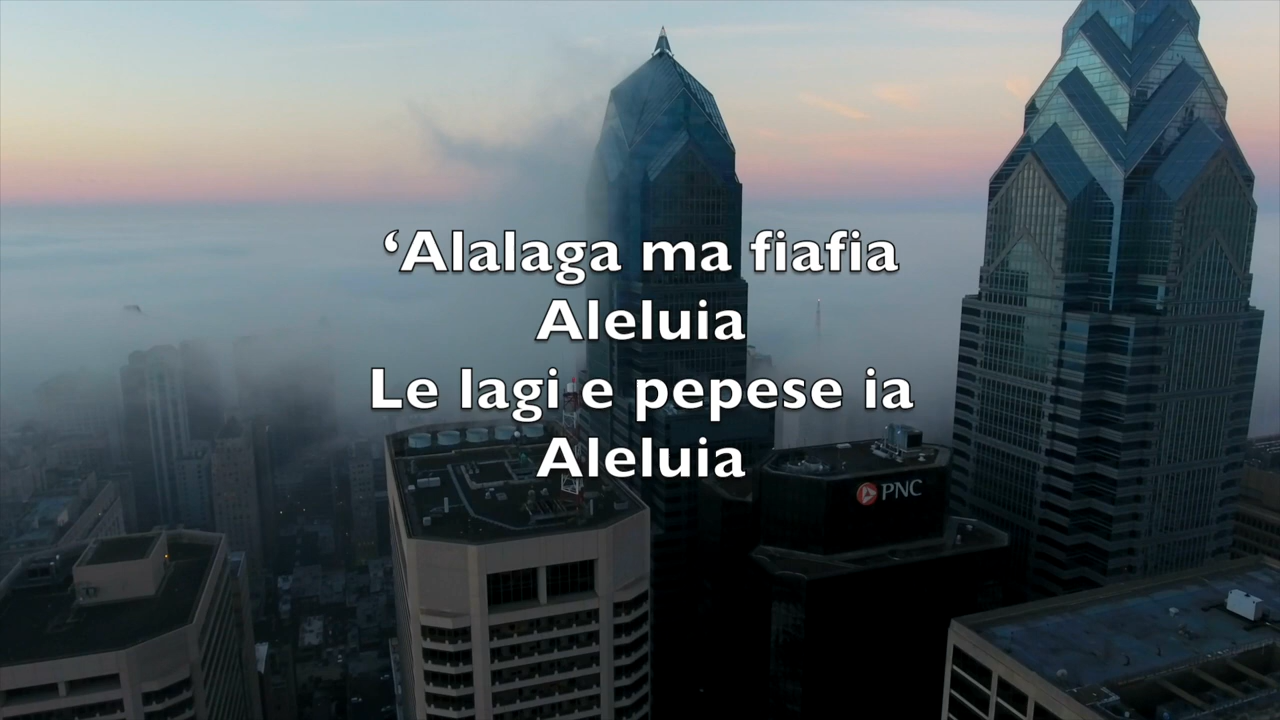 ‘Alalaga ma fiafia
Aleluia
Le lagi e pepese ia
Aleluia
PNC